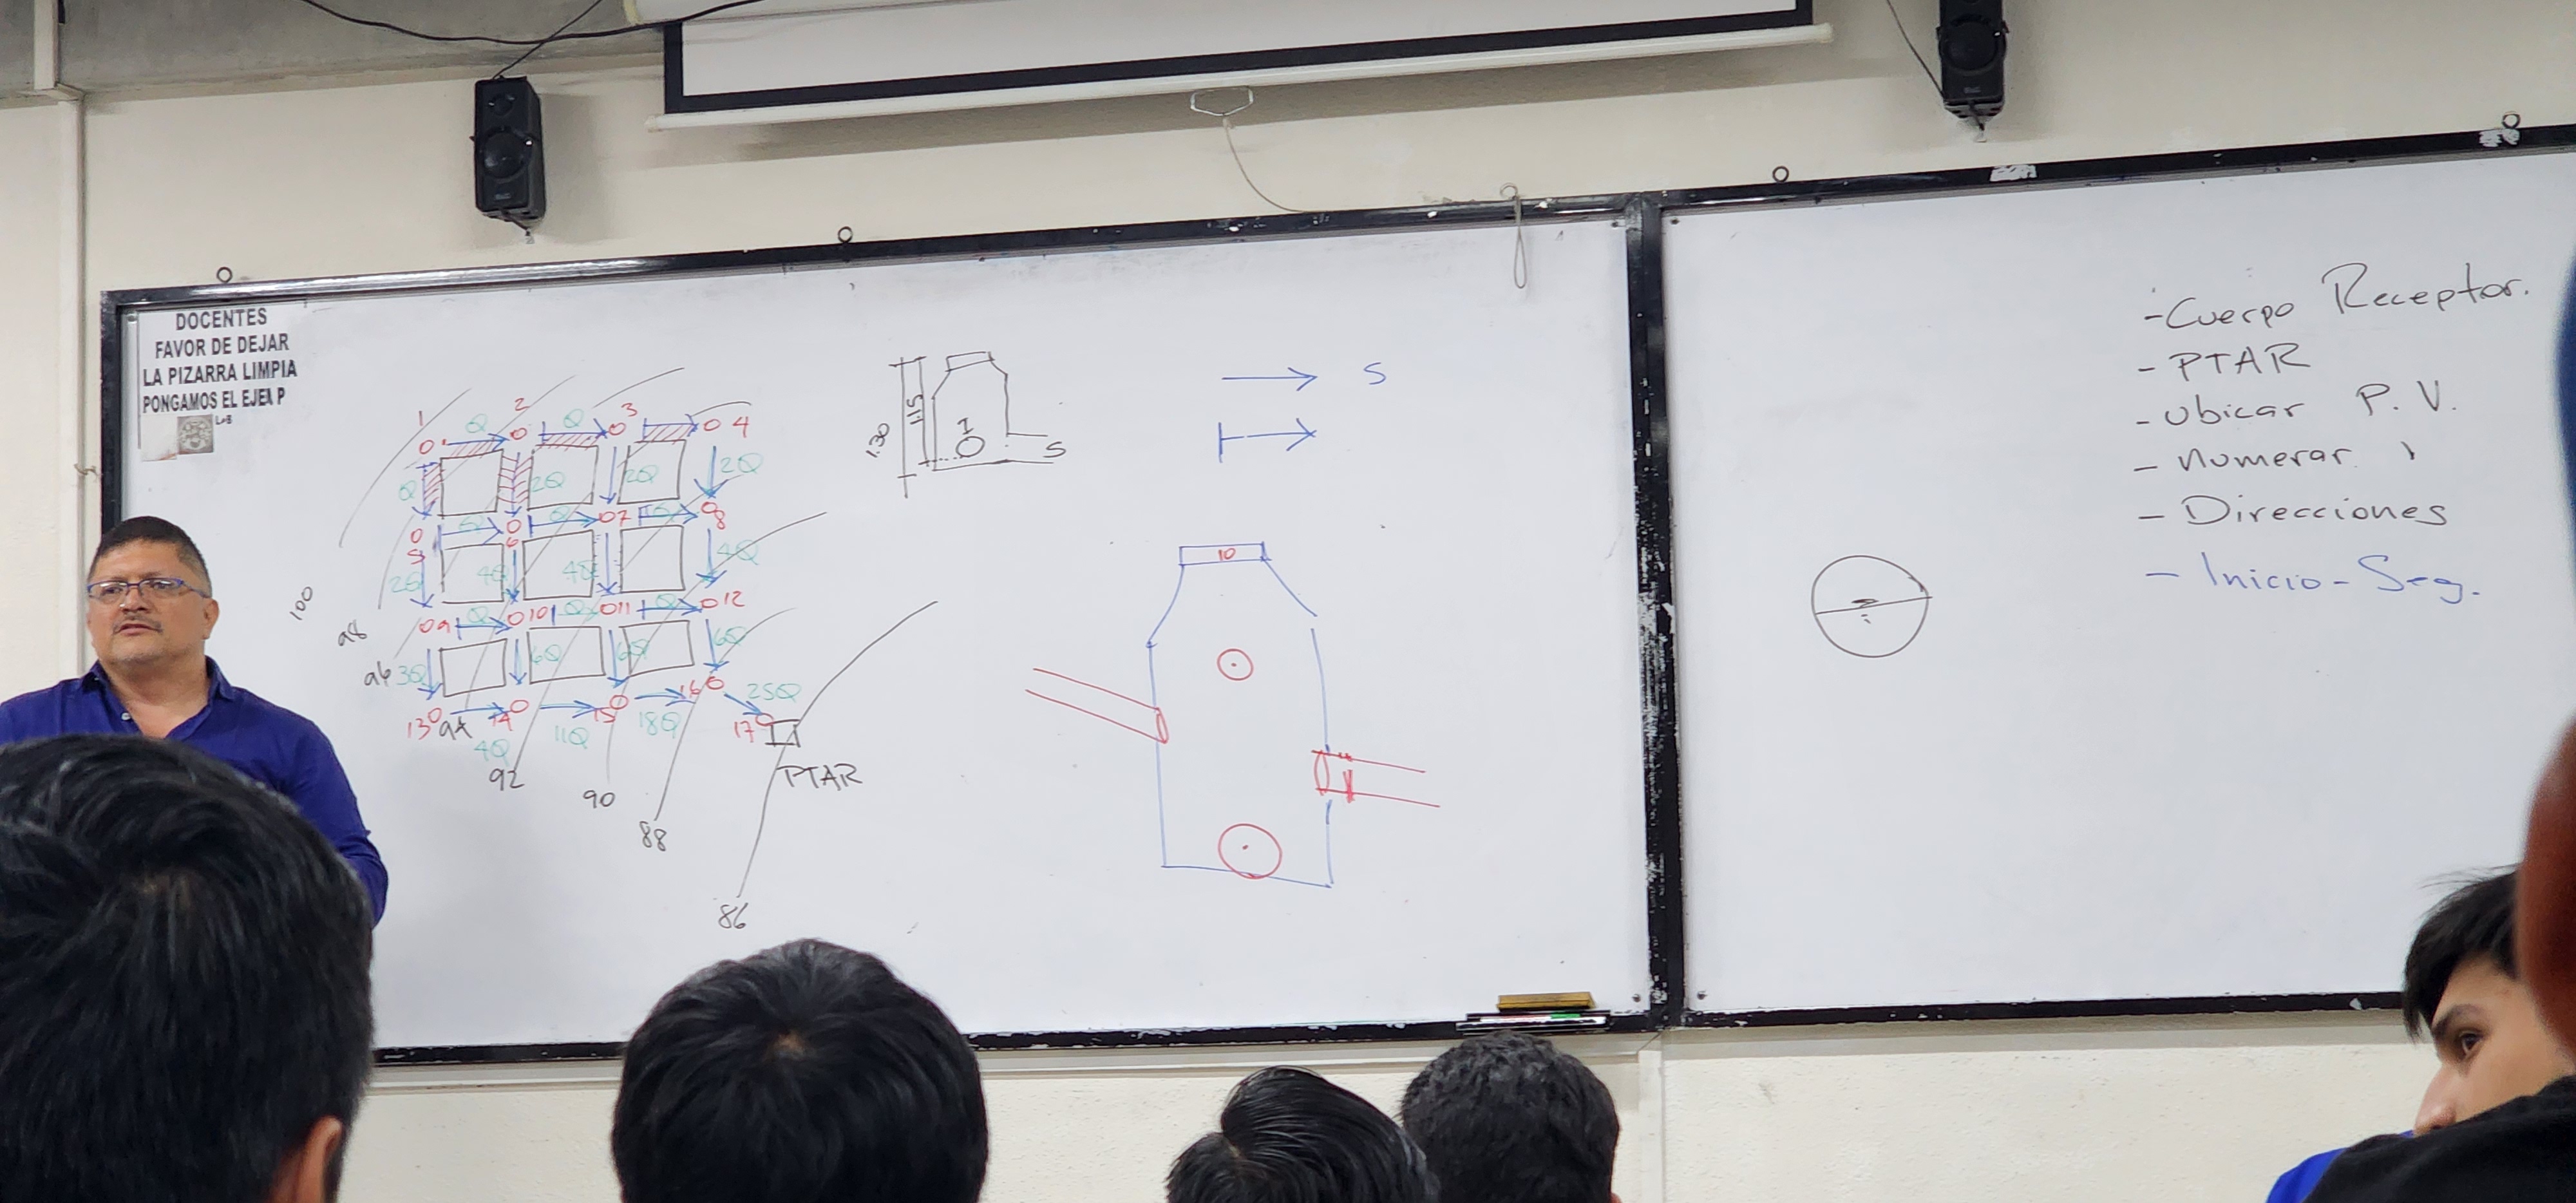 DOCENTES
FAVOR DE DEJAR
LA PIZARRA LIMPIA
PONGAMOS EL EJEM P
1 2 3 4
Q Q
Q 2Q 2Q 2Q
Q Q Q
5 6 7 8
2Q 4Q 4Q 4Q
Q Q Q
9 10 11 12
3Q 6Q 6Q 6Q
13 14 15 16 17
4Q 11Q 18Q 25Q
PTAR
100
98
96
94
92
90
88
86
1.30
1.15
I
S
S
10
- Cuerpo Receptor.
- PTAR
- Ubicar P. V.
- Numerar "
- Direcciones
- Inicio - Seg.